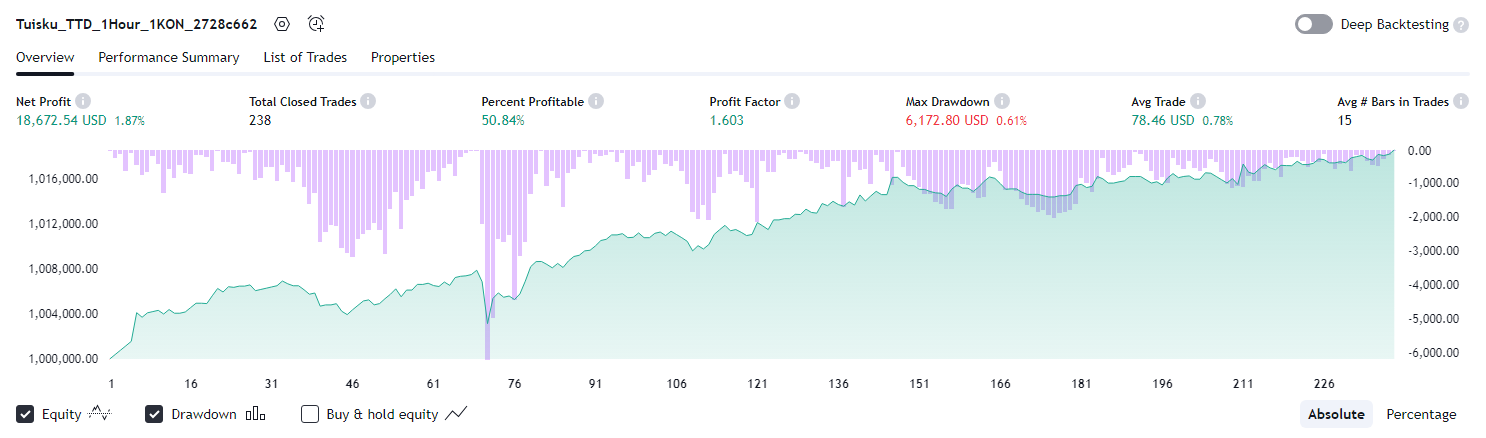 Tuisku_TTD_1Hour_1KON_2728c662
Deep Backtesting ?
Overview Performance Summary List of Trades Properties
Net Profit i Total Closed Trades i Percent Profitable i Profit Factor i Max Drawdown i Avg Trade i Avg # Bars in Trades i
18,672.54 USD 1.87% 238 50.84% 1.603 6,172.80 USD 0.61% 78.46 USD 0.78% 15
1,016,000.00
1,012,000.00
1,008,000.00
1,004,000.00
1,000,000.00
0.00
-1,000.00
-2,000.00
-3,000.00
-4,000.00
-5,000.00
-6,000.00
1 16 31 46 61 76 91 106 121 136 151 166 181 196 211 226
Equity Drawdown Buy & hold equity Absolute Percentage